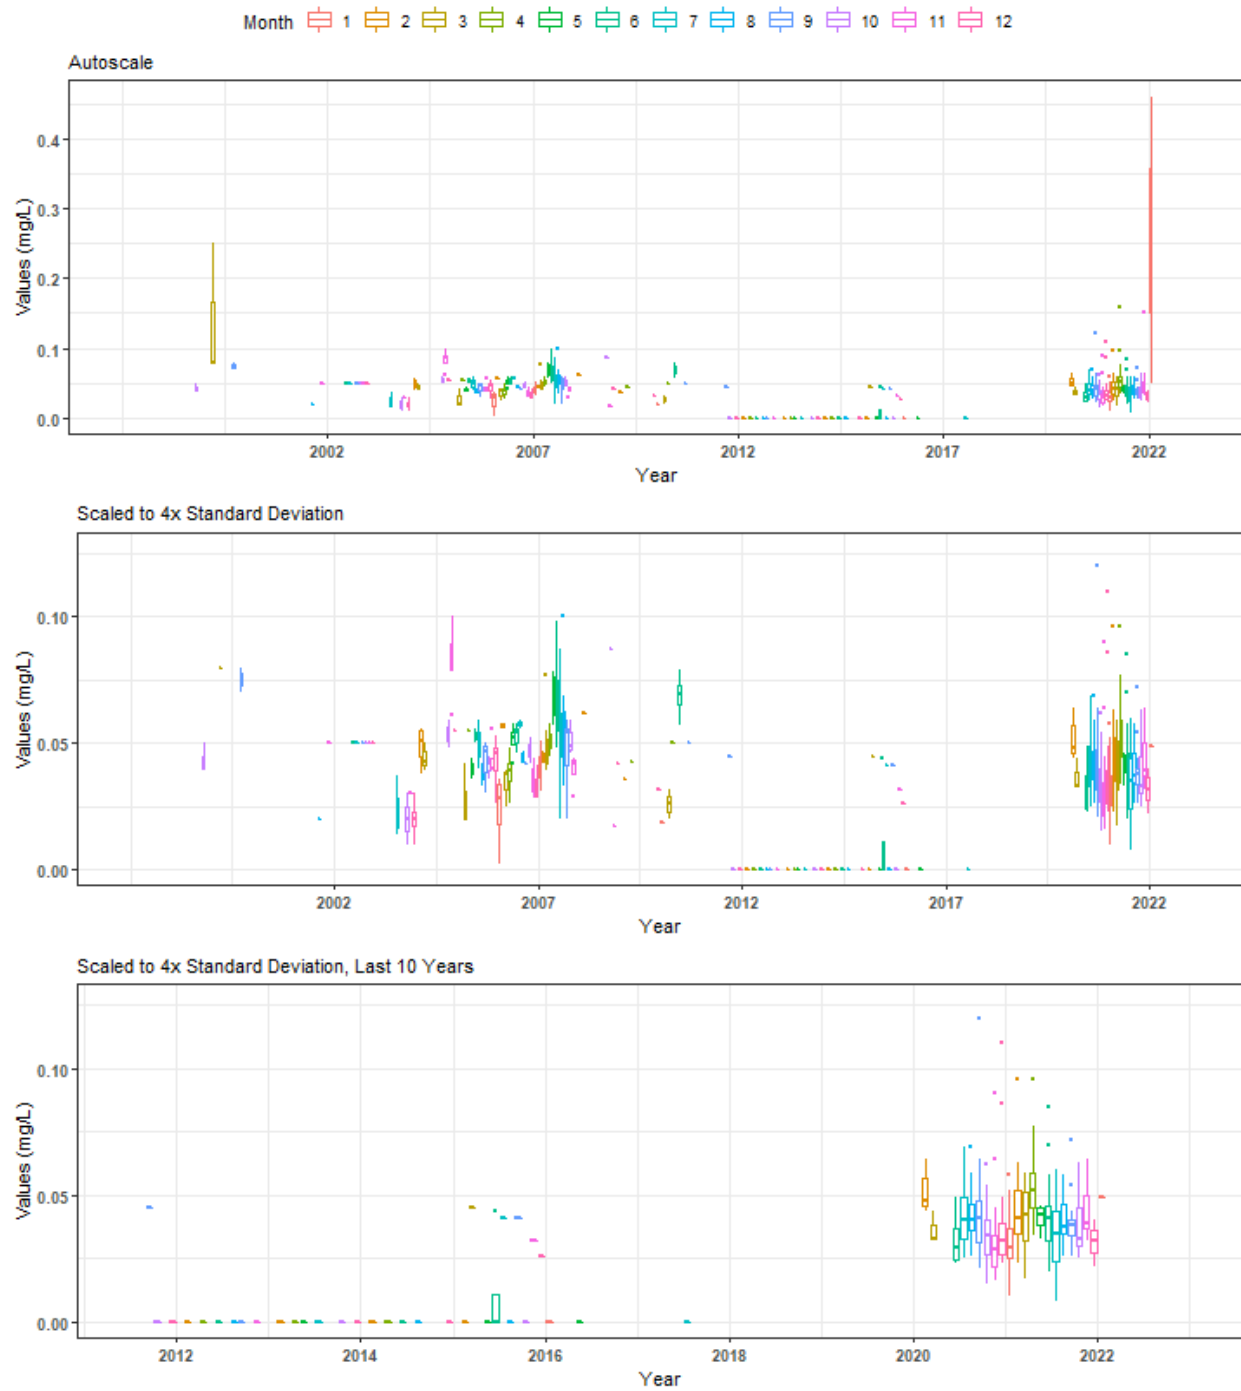 Month 1 2 3 4 5 6 7 8 9 10 11 12
Autoscale
Values (mg/L)
0.4
0.3
0.2
0.1
0.0
2002 2007 2012 2017 2022
Year
Scaled to 4x Standard Deviation
Values (mg/L)
0.10
0.05
0.00
2002 2007 2012 2017 2022
Year
Scaled to 4x Standard Deviation, Last 10 Years
Values (mg/L)
0.10
0.05
0.00
2012 2014 2016 2018 2020 2022
Year